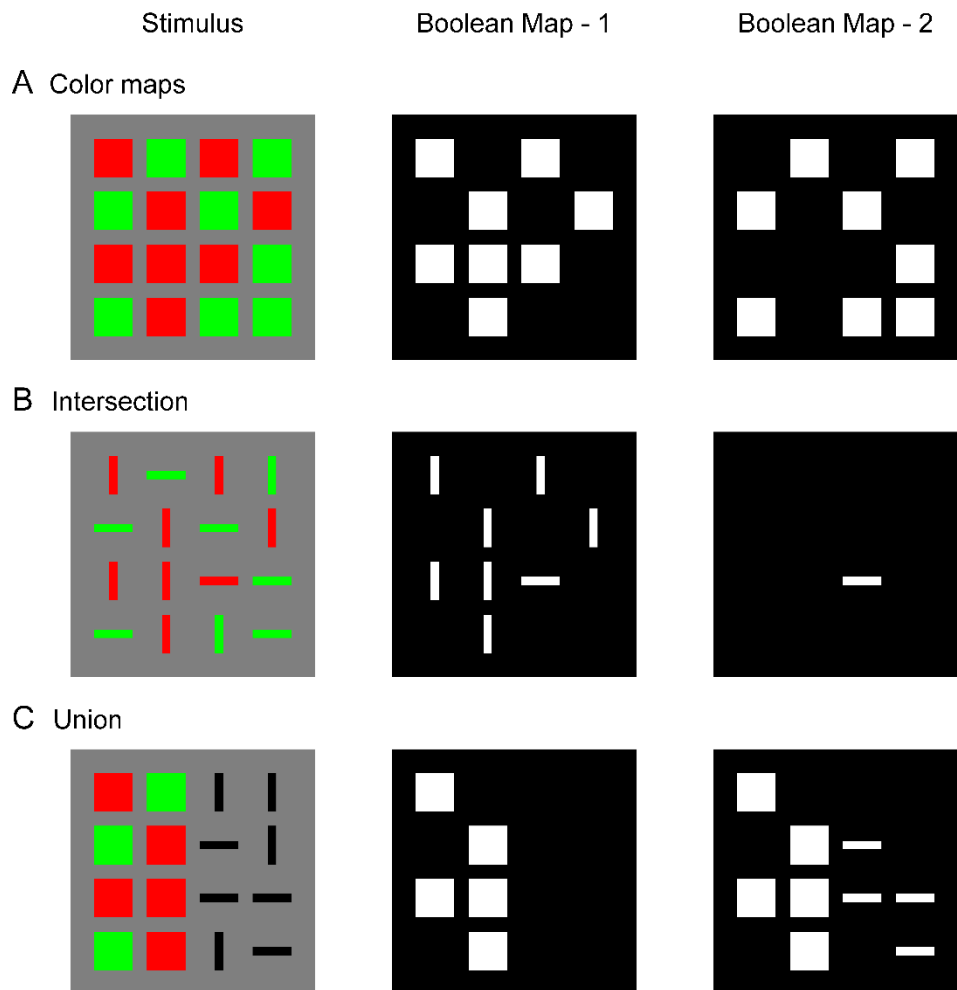 Stimulus Boolean Map - 1 Boolean Map - 2
A Color maps
B Intersection
C Union